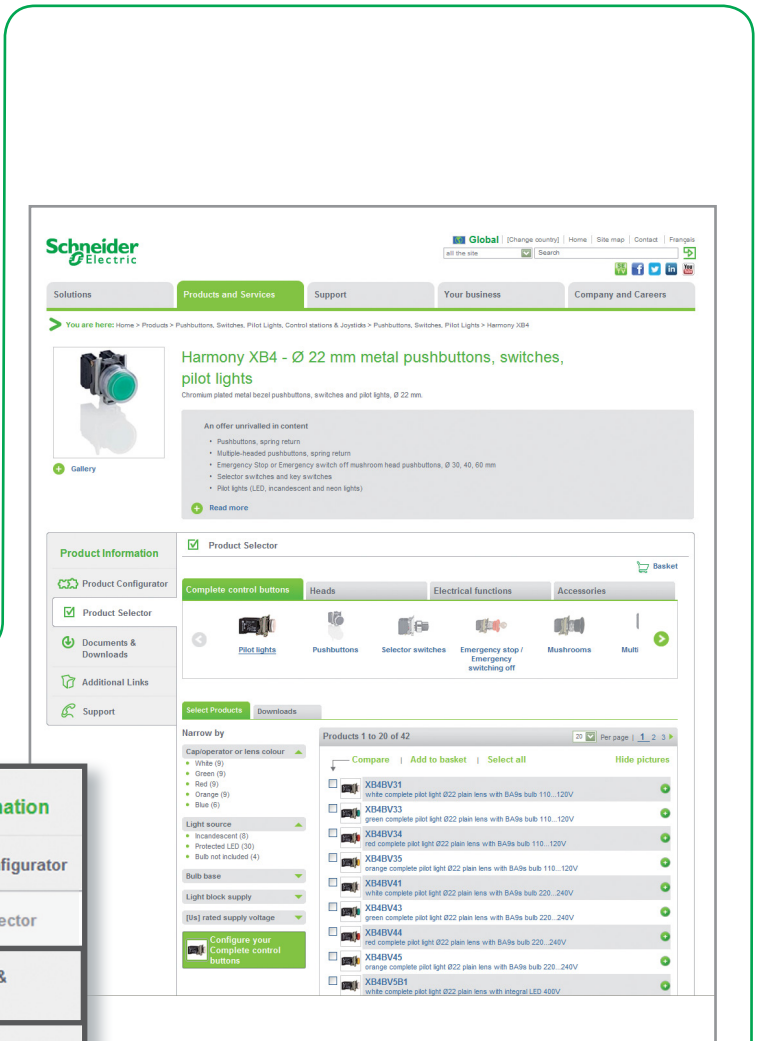 Schneider
Electric
Global | [Change country] | Home | Site map | Contact | Français
all the site Search
Solutions
Products and Services
Support
Your business
Company and Careers
You are here: Home > Products > Pushbuttons, Switches, Pilot Lights, Control stations & Joysticks > Pushbuttons, Switches, Pilot Lights > Harmony XB4
Harmony XB4 - Ø 22 mm metal pushbuttons, switches,
pilot lights
Chromium plated metal bezel pushbuttons, switches and pilot lights, Ø 22 mm.
An offer unrivalled in content
• Pushbuttons, spring return
• Multiple-headed pushbuttons, spring return
• Emergency Stop or Emergency switch off mushroom head pushbuttons, Ø 30, 40, 60 mm
• Selector switches and key switches
• Pilot lights (LED, incandescent and neon lights)
Gallery
Read more
Product Information
Product Configurator
Product Selector
Documents &
Downloads
Additional Links
Support
Product Selector
Basket
Complete control buttons
Heads
Electrical functions
Accessories
Pilot lights
Pushbuttons
Selector switches
Emergency stop /
Emergency
switching off
Mushrooms
Multi
Select Products
Downloads
Narrow by
Cap/operator or lens colour
• White (9)
• Green (9)
• Red (9)
• Orange (9)
• Blue (6)
Light source
• Incandescent (8)
• Protected LED (30)
• Bulb not included (4)
Bulb base
Light block supply
[Us] rated supply voltage
Configure your
Complete control
buttons
Products 1 to 20 of 42
20 Per page | 1 2 3
Compare | Add to basket | Select all
Hide pictures
XB4BV31
white complete pilot light Ø22 plain lens with BA9s bulb 110...120V
XB4BV33
green complete pilot light Ø22 plain lens with BA9s bulb 110...120V
XB4BV34
red complete pilot light Ø22 plain lens with BA9s bulb 110...120V
XB4BV35
orange complete pilot light Ø22 plain lens with BA9s bulb 110...120V
XB4BV41
white complete pilot light Ø22 plain lens with BA9s bulb 220...240V
XB4BV43
green complete pilot light Ø22 plain lens with BA9s bulb 220...240V
XB4BV44
red complete pilot light Ø22 plain lens with BA9s bulb 220...240V
XB4BV45
orange complete pilot light Ø22 plain lens with BA9s bulb 220...240V
XB4BV5B1
white complete pilot light Ø22 plain lens with integral LED 400V
mation
nfigurator
ector
&